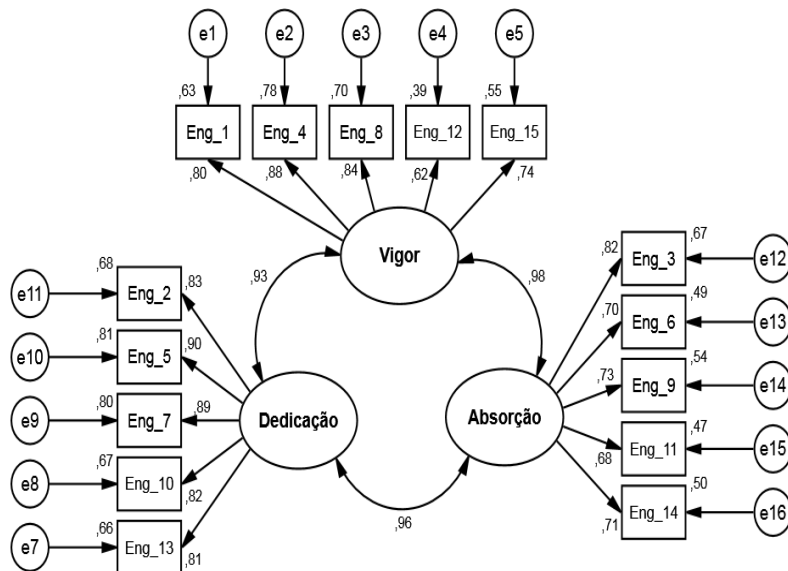 e1 e2 e3 e4 e5
,63 ,78 ,70 ,39 ,55
Eng_1 Eng_4 Eng_8 Eng_12 Eng_15
,80 ,88 ,84 ,62 ,74
Vigor
,93 ,98
e11 ,68 Eng_2 ,83
e10 ,81 Eng_5 ,90
e9 ,80 Eng_7 ,89
e8 ,67 Eng_10 ,82
e7 ,66 Eng_13 ,81
Dedicação
,96
Absorção
,82 Eng_3 ,67 e12
,70 Eng_6 ,49 e13
,73 Eng_9 ,54 e14
,68 Eng_11 ,47 e15
,71 Eng_14 ,50 e16